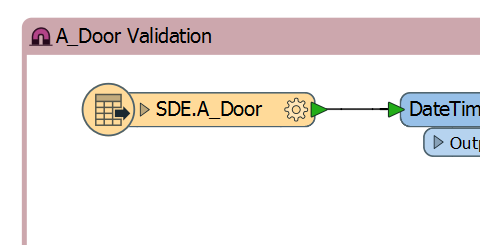 A_Door Validation
SDE.A_Door
DateTim
Outp